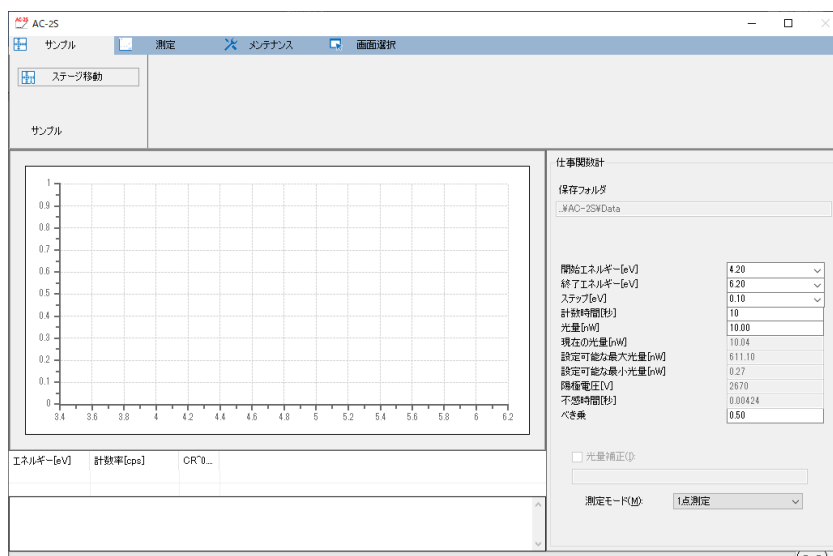 AC-2S
サンプル 測定 メンテナンス 画面選択
ステージ移動
サンプル
仕事関数計
保存フォルダ
..¥AC-2S¥Data
1
0.9
0.8
0.7
0.6
0.5
0.4
0.3
0.2
0.1
0
3.4 3.6 3.8 4 4.2 4.4 4.6 4.8 5 5.2 5.4 5.6 5.8 6 6.2
開始エネルギー[eV] 4.20
終了エネルギー[eV] 6.20
ステップ[eV] 0.10
計数時間[秒] 10
光量[nW] 10.00
現在の光量[nW] 10.04
設定可能な最大光量[nW] 611.10
設定可能な最小光量[nW] 0.27
陽極電圧[V] 2670
不感時間[秒] 0.00424
べき乗 0.50
エネルギー[eV] 計数率[cps] CR^0...
光量補正(I):
測定モード(M): 1点測定